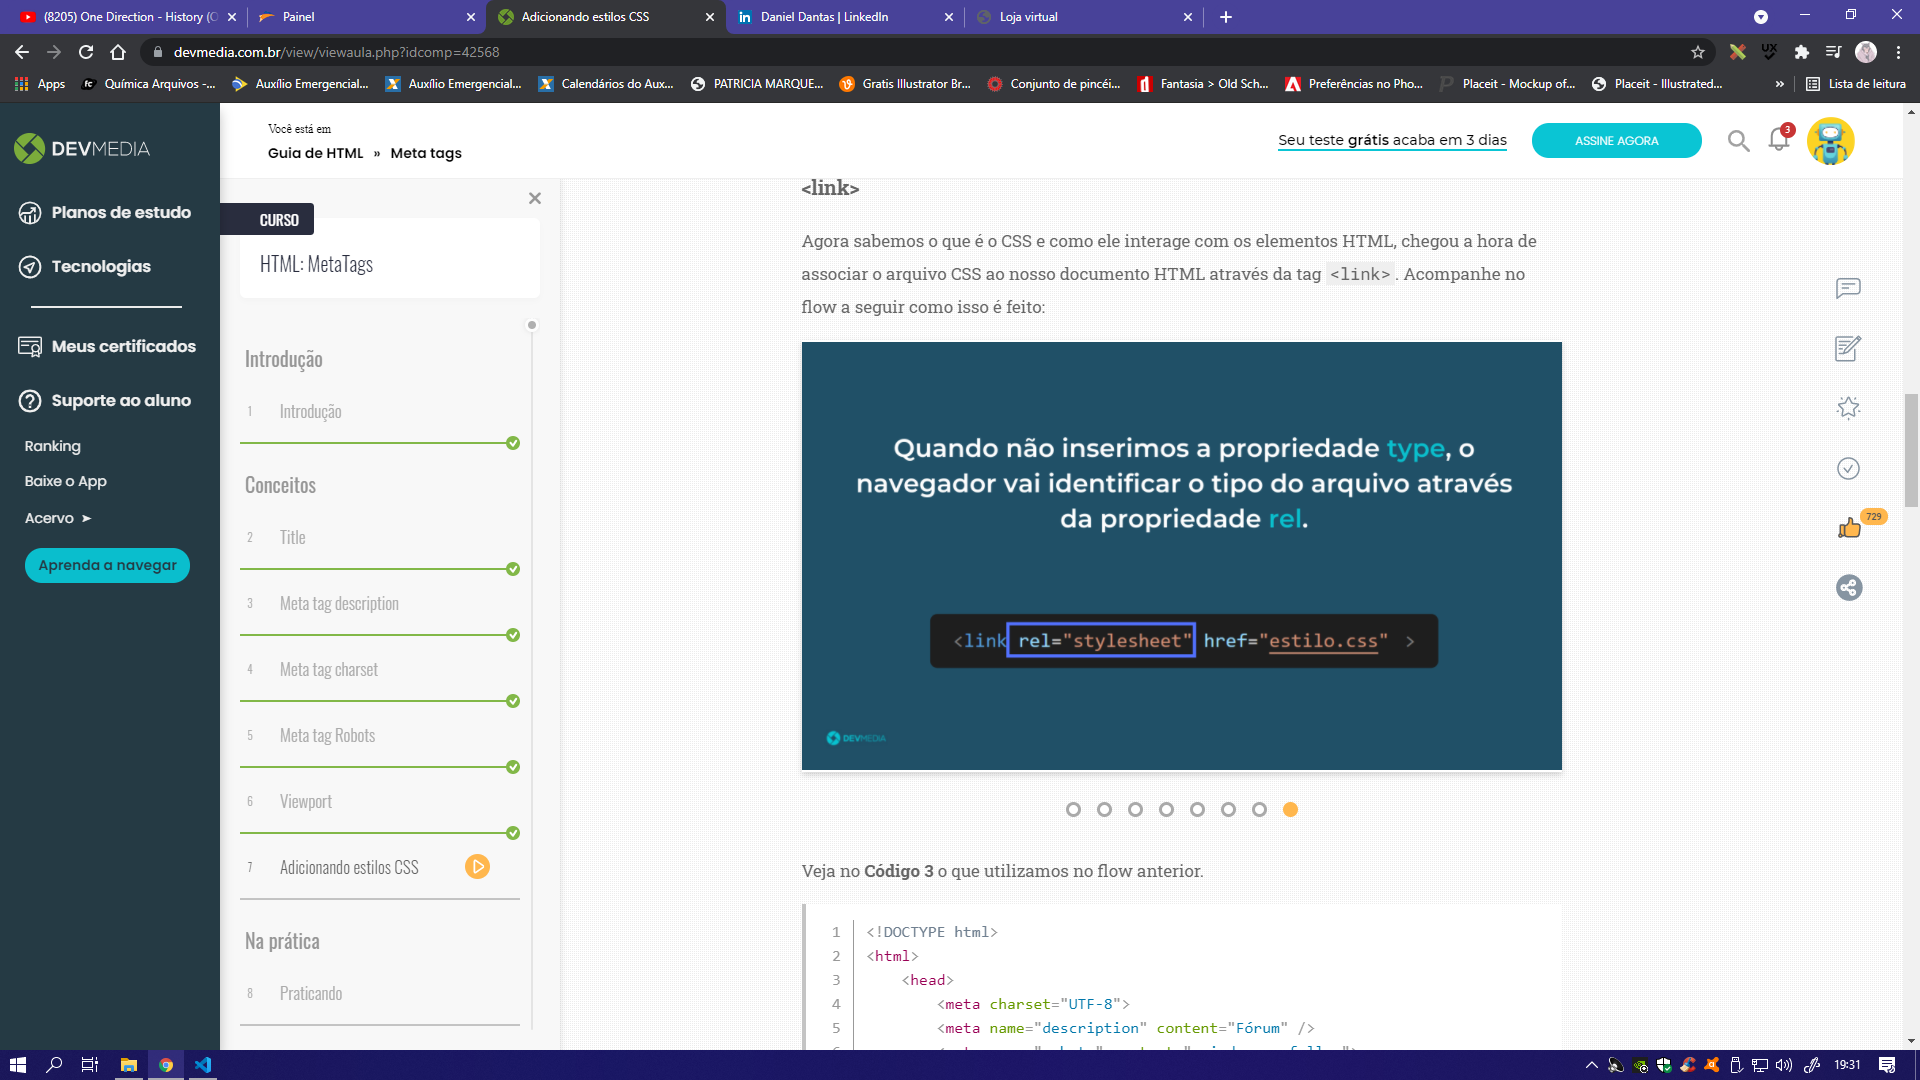 (8205) One Direction - History (O
Painel
Adicionando estilos CSS
Daniel Dantas | LinkedIn
Loja virtual
devmedia.com.br/view/viewaula.php?idcomp=42568
Apps
Química Arquivos -...
Auxílio Emergencial...
Auxílio Emergencial...
Calendários do Aux...
PATRICIA MARQUE...
Gratis Illustrator Br...
Conjunto de pincéi...
Fantasia > Old Sch...
Preferências no Pho...
Placeit - Mockup of...
Placeit - Illustrated...
»
Lista de leitura
DEVMEDIA
Planos de estudo
Tecnologias
Meus certificados
Suporte ao aluno
Ranking
Baixe o App
Acervo ➤
Aprenda a navegar
Você está em
Guia de HTML » Meta tags
Seu teste grátis acaba em 3 dias
ASSINE AGORA
3
CURSO
HTML: MetaTags
Introdução
1 Introdução
Conceitos
2 Title
3 Meta tag description
4 Meta tag charset
5 Meta tag Robots
6 Viewport
7 Adicionando estilos CSS
Na prática
8 Praticando
<link>
Agora sabemos o que é o CSS e como ele interage com os elementos HTML, chegou a hora de
associar o arquivo CSS ao nosso documento HTML através da tag <link>. Acompanhe no
flow a seguir como isso é feito:
Quando não inserimos a propriedade type, o
navegador vai identificar o tipo do arquivo através
da propriedade rel.
<link rel="stylesheet" href="estilo.css" >
DEVMEDIA
Veja no Código 3 o que utilizamos no flow anterior.
1 <!DOCTYPE html>
2 <html>
3 <head>
4 <meta charset="UTF-8">
5 <meta name="description" content="Fórum" />
729
19:31